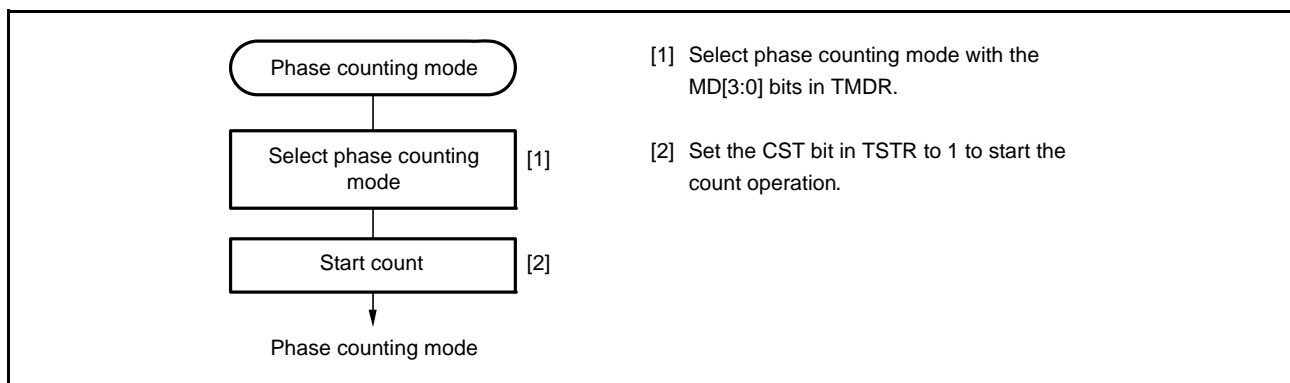 Phase counting mode
Select phase counting
mode
[1]
Start count
[2]
Phase counting mode
[1] Select phase counting mode with the
MD[3:0] bits in TMDR.
[2] Set the CST bit in TSTR to 1 to start the
count operation.